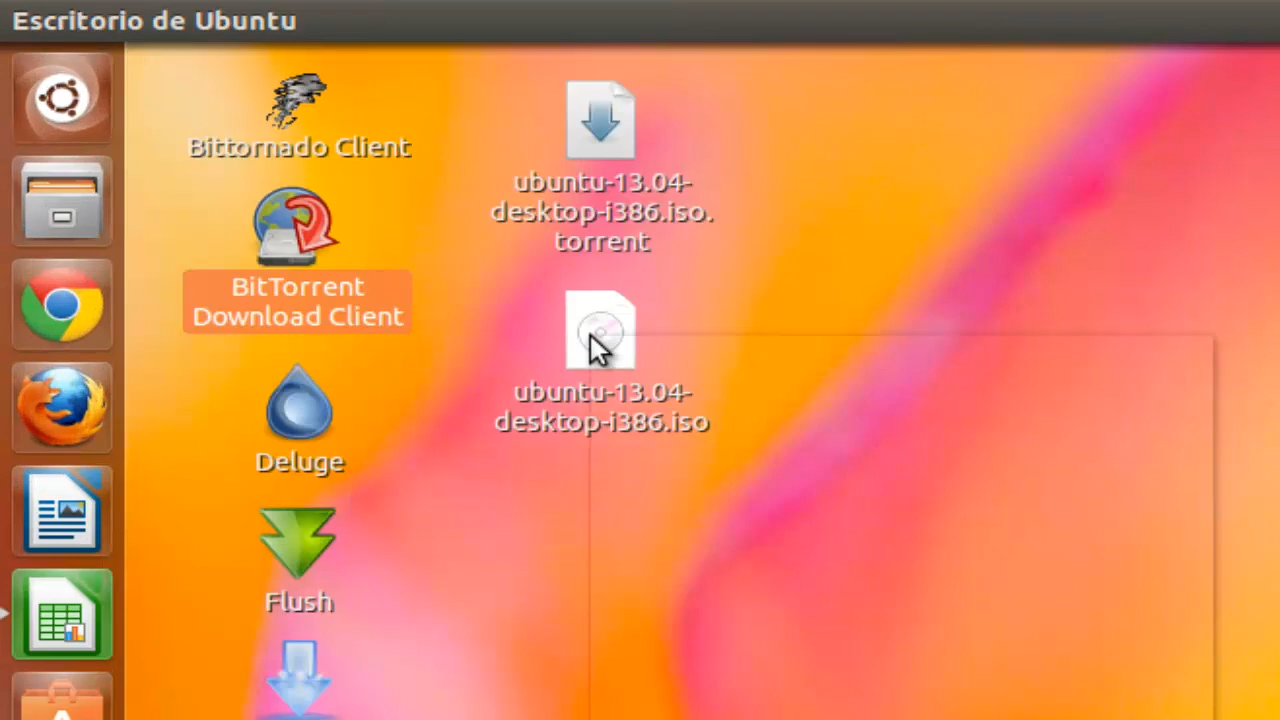 Escritorio de Ubuntu
Bittornado Client
BitTorrent
Download Client
Deluge
Flush
ubuntu-13.04-
desktop-i386.iso.
torrent
ubuntu-13.04-
desktop-i386.iso